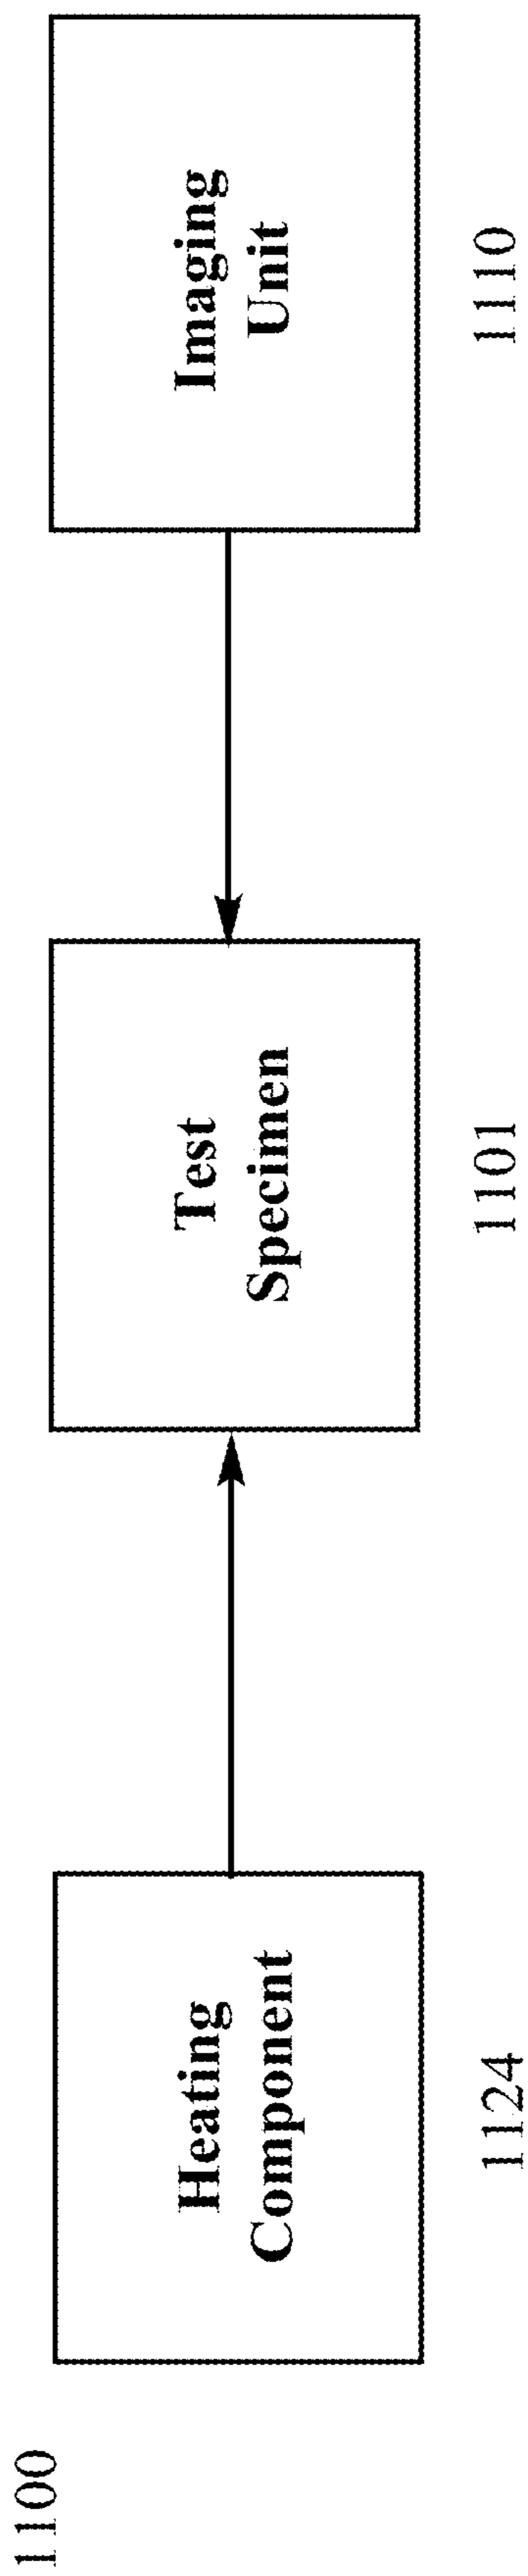 1100
Heating
Component
1124
Test
Specimen
1101
Imaging
Unit
1110